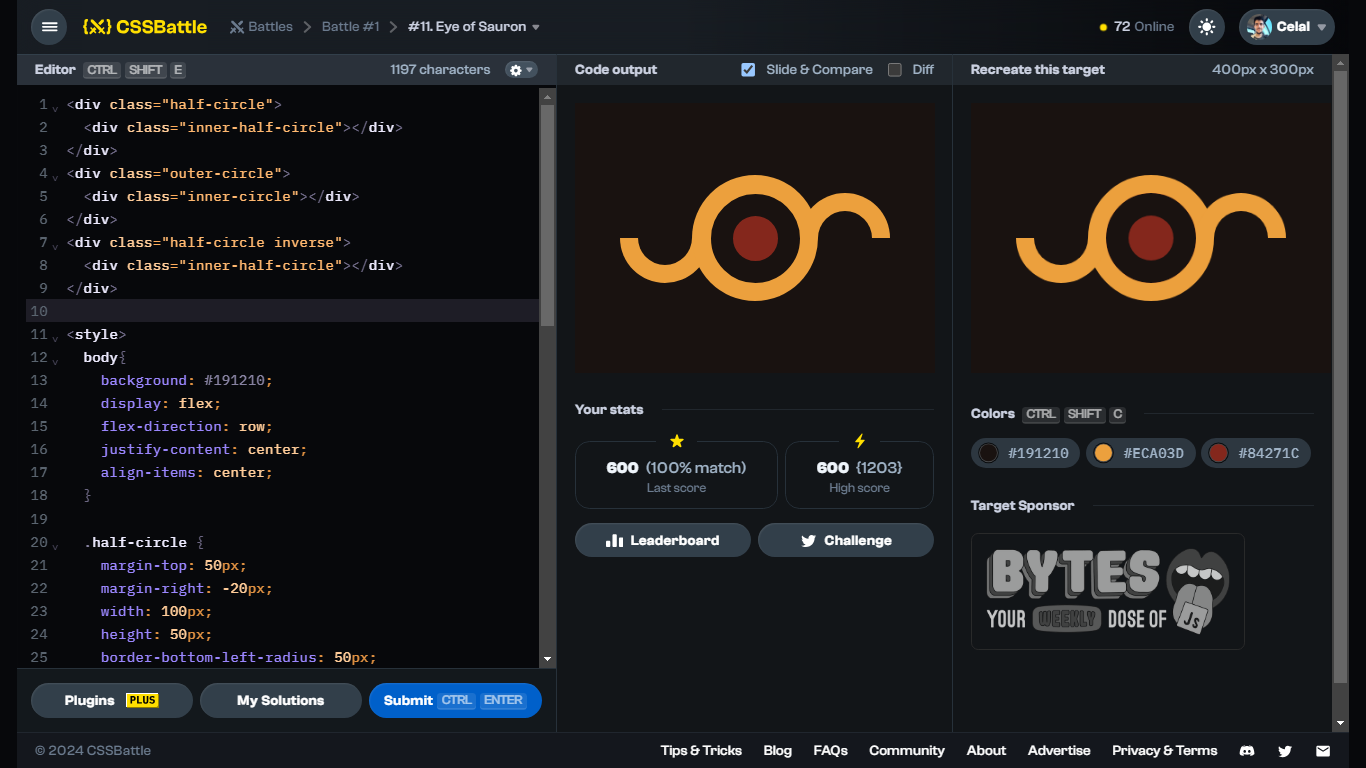 {X} CSSBattle
Battles > Battle #1 > #11. Eye of Sauron
72 Online
Celal
Editor CTRL SHIFT E
1197 characters
Code output
Slide & Compare
Diff
Recreate this target
400px x 300px
1 <div class="half-circle">
2 <div class="inner-half-circle"></div>
3 </div>
4 <div class="outer-circle">
5 <div class="inner-circle"></div>
6 </div>
7 <div class="half-circle inverse">
8 <div class="inner-half-circle"></div>
9 </div>
10
11 <style>
12 body{
13 background: #191210;
14 display: flex;
15 flex-direction: row;
16 justify-content: center;
17 align-items: center;
18 }
19
20 .half-circle {
21 margin-top: 50px;
22 margin-right: -20px;
23 width: 100px;
24 height: 50px;
25 border-bottom-left-radius: 50px;
Plugins PLUS
My Solutions
Submit CTRL ENTER
Your stats
600 (100% match)
Last score
600 {1203}
High score
Leaderboard
Challenge
Colors CTRL SHIFT C
#191210
#ECA03D
#84271C
Target Sponsor
BYTES
YOUR WEEKLY DOSE OF
JS
© 2024 CSSBattle
Tips & Tricks
Blog
FAQs
Community
About
Advertise
Privacy & Terms